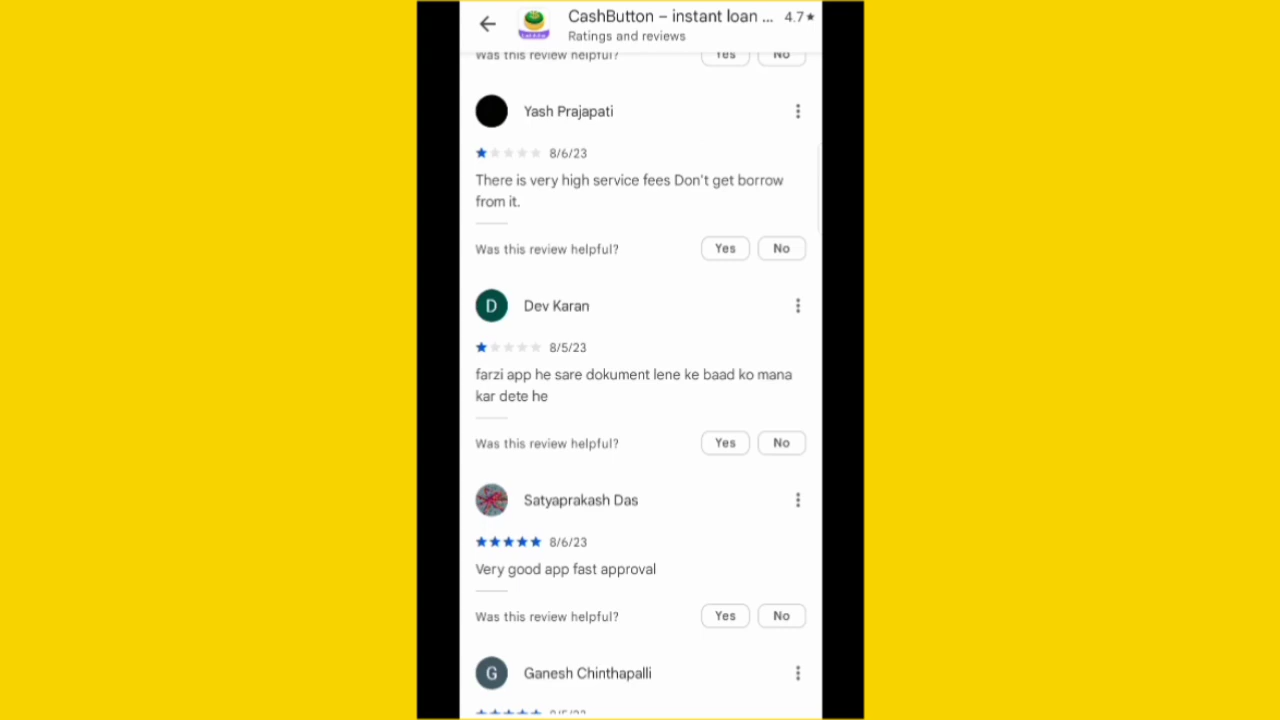 CashButton – instant loan ... 4.7★
Ratings and reviews
Was this review helpful? Yes No
Yash Prajapati
8/6/23
There is very high service fees Don't get borrow
from it.
Was this review helpful? Yes No
D Dev Karan
8/5/23
farzi app he sare dokument lene ke baad ko mana
kar dete he
Was this review helpful? Yes No
Satyaprakash Das
8/6/23
Very good app fast approval
Was this review helpful? Yes No
G Ganesh Chinthapalli